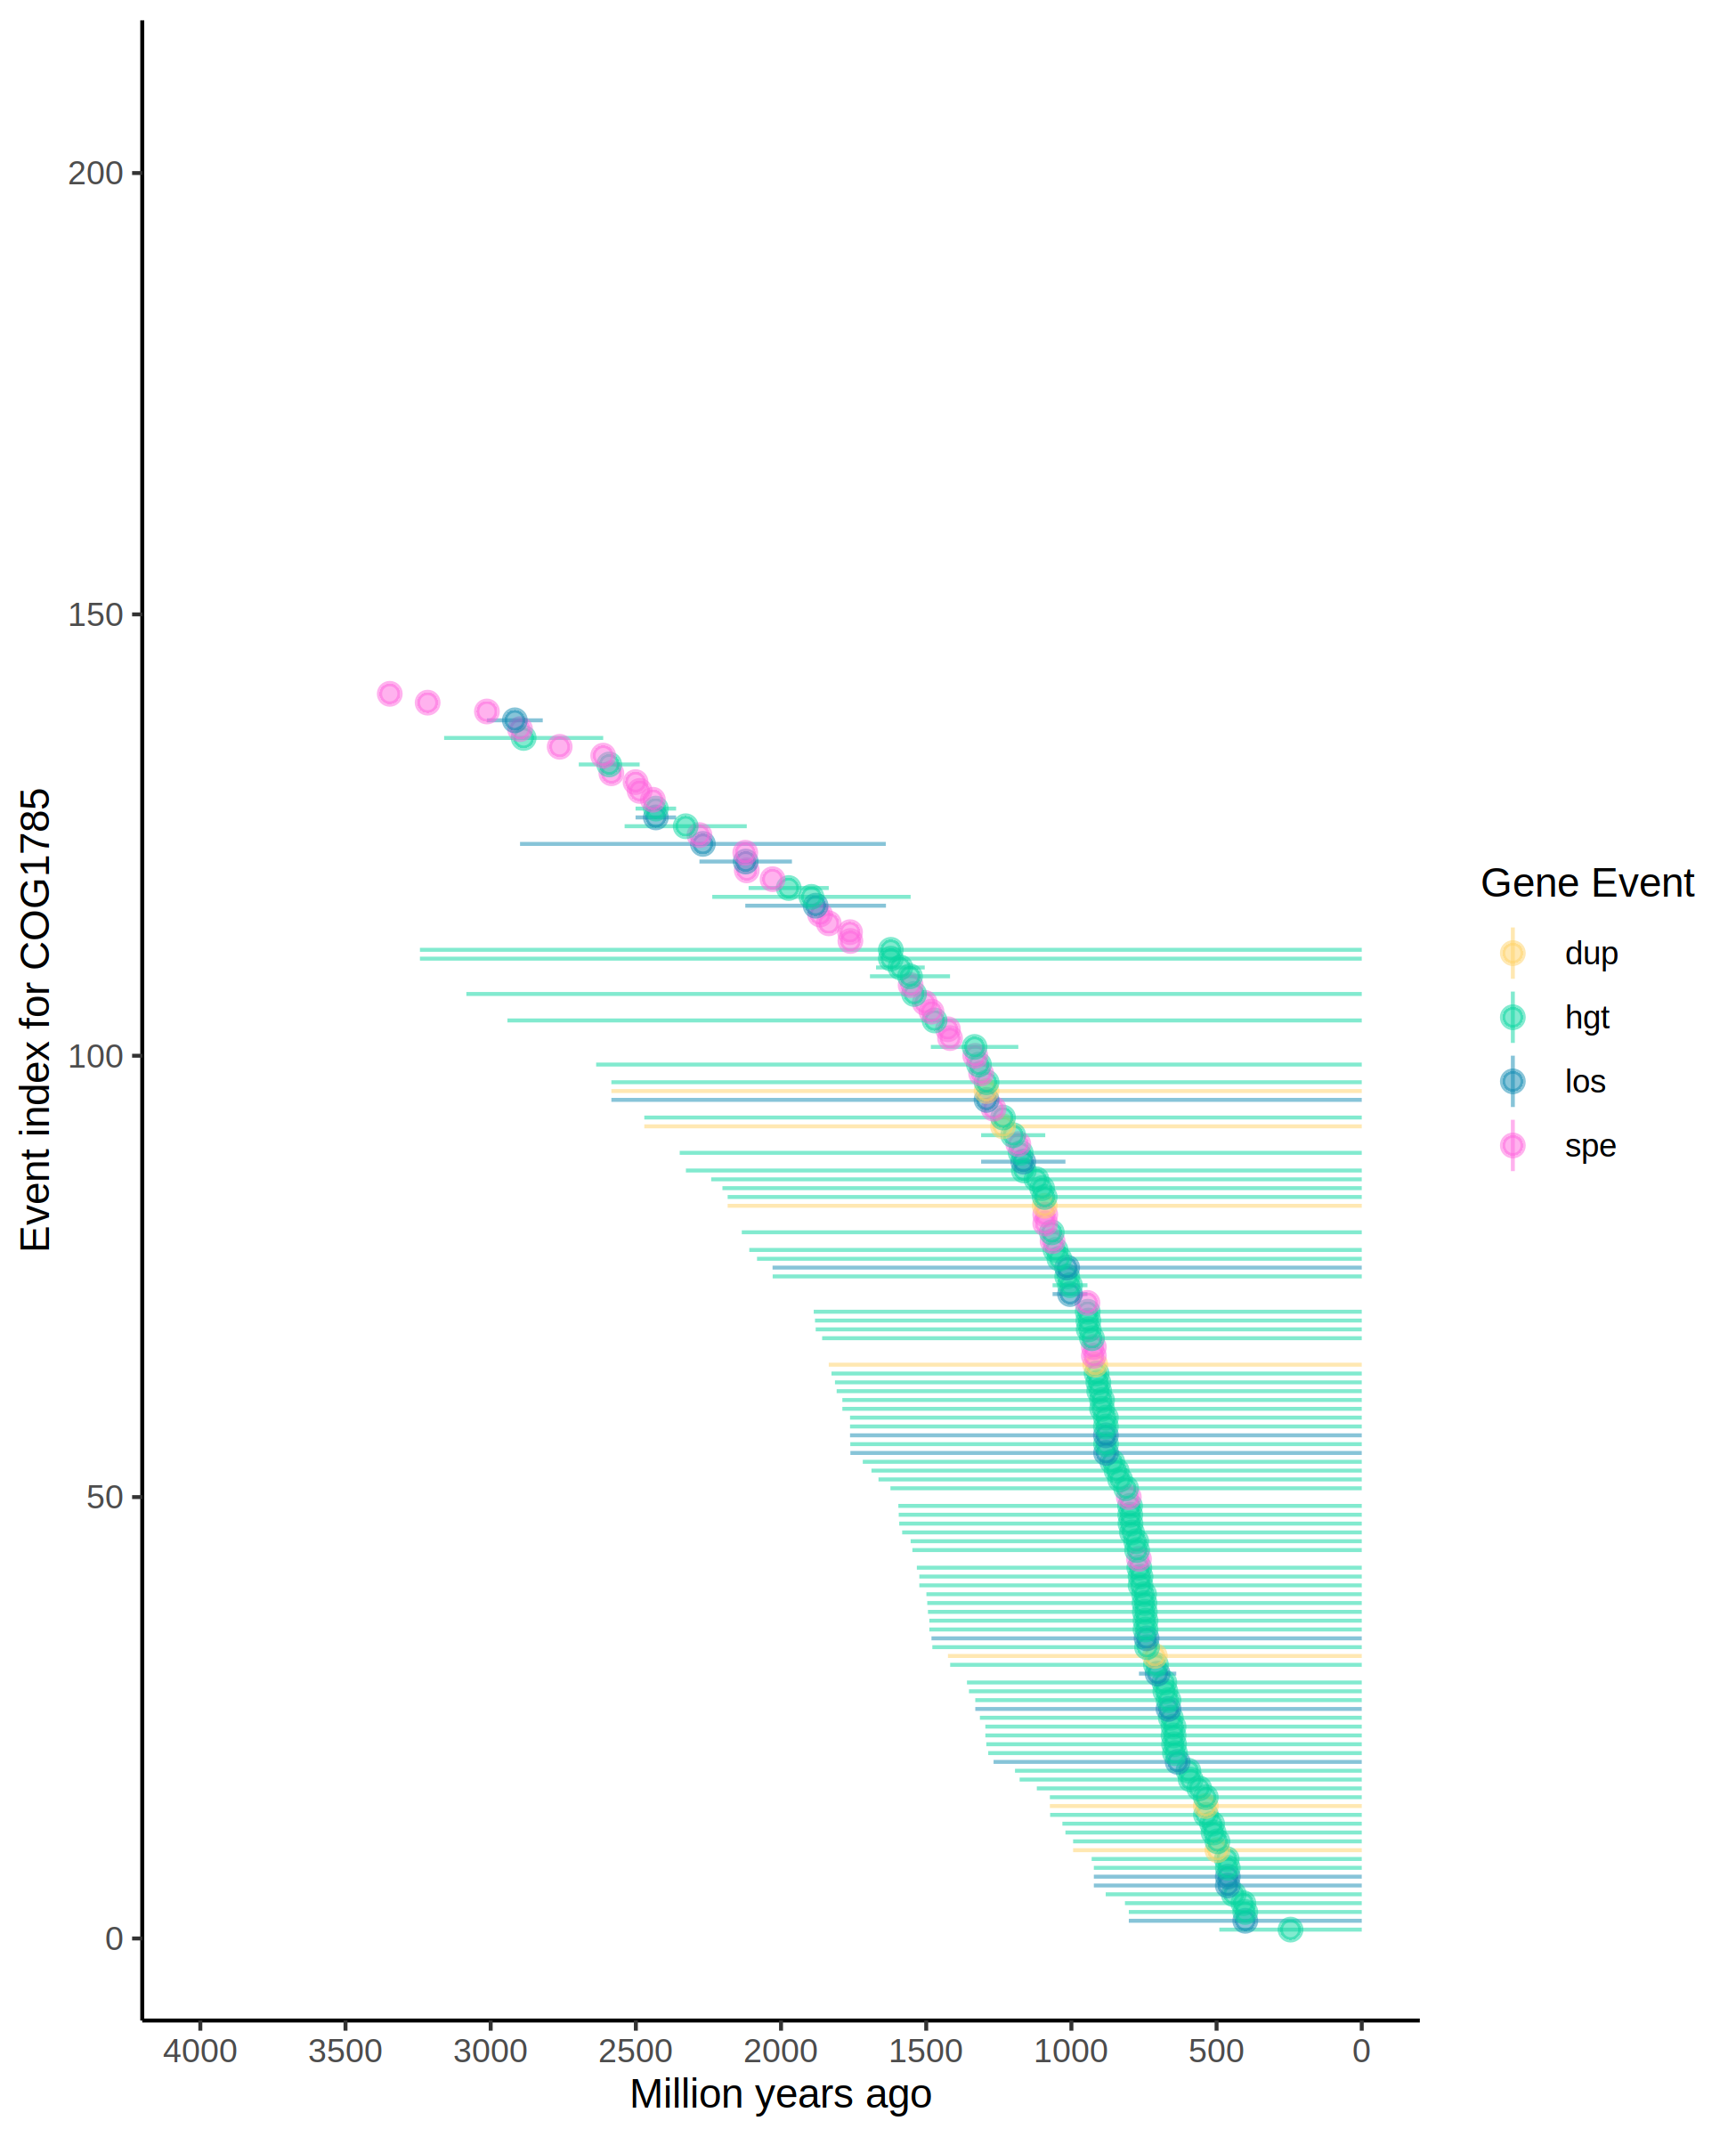 200
150
100
50
0
Event index for COG1785
4000 3500 3000 2500 2000 1500 1000 500 0
Million years ago
Gene Event
dup
hgt
los
spe